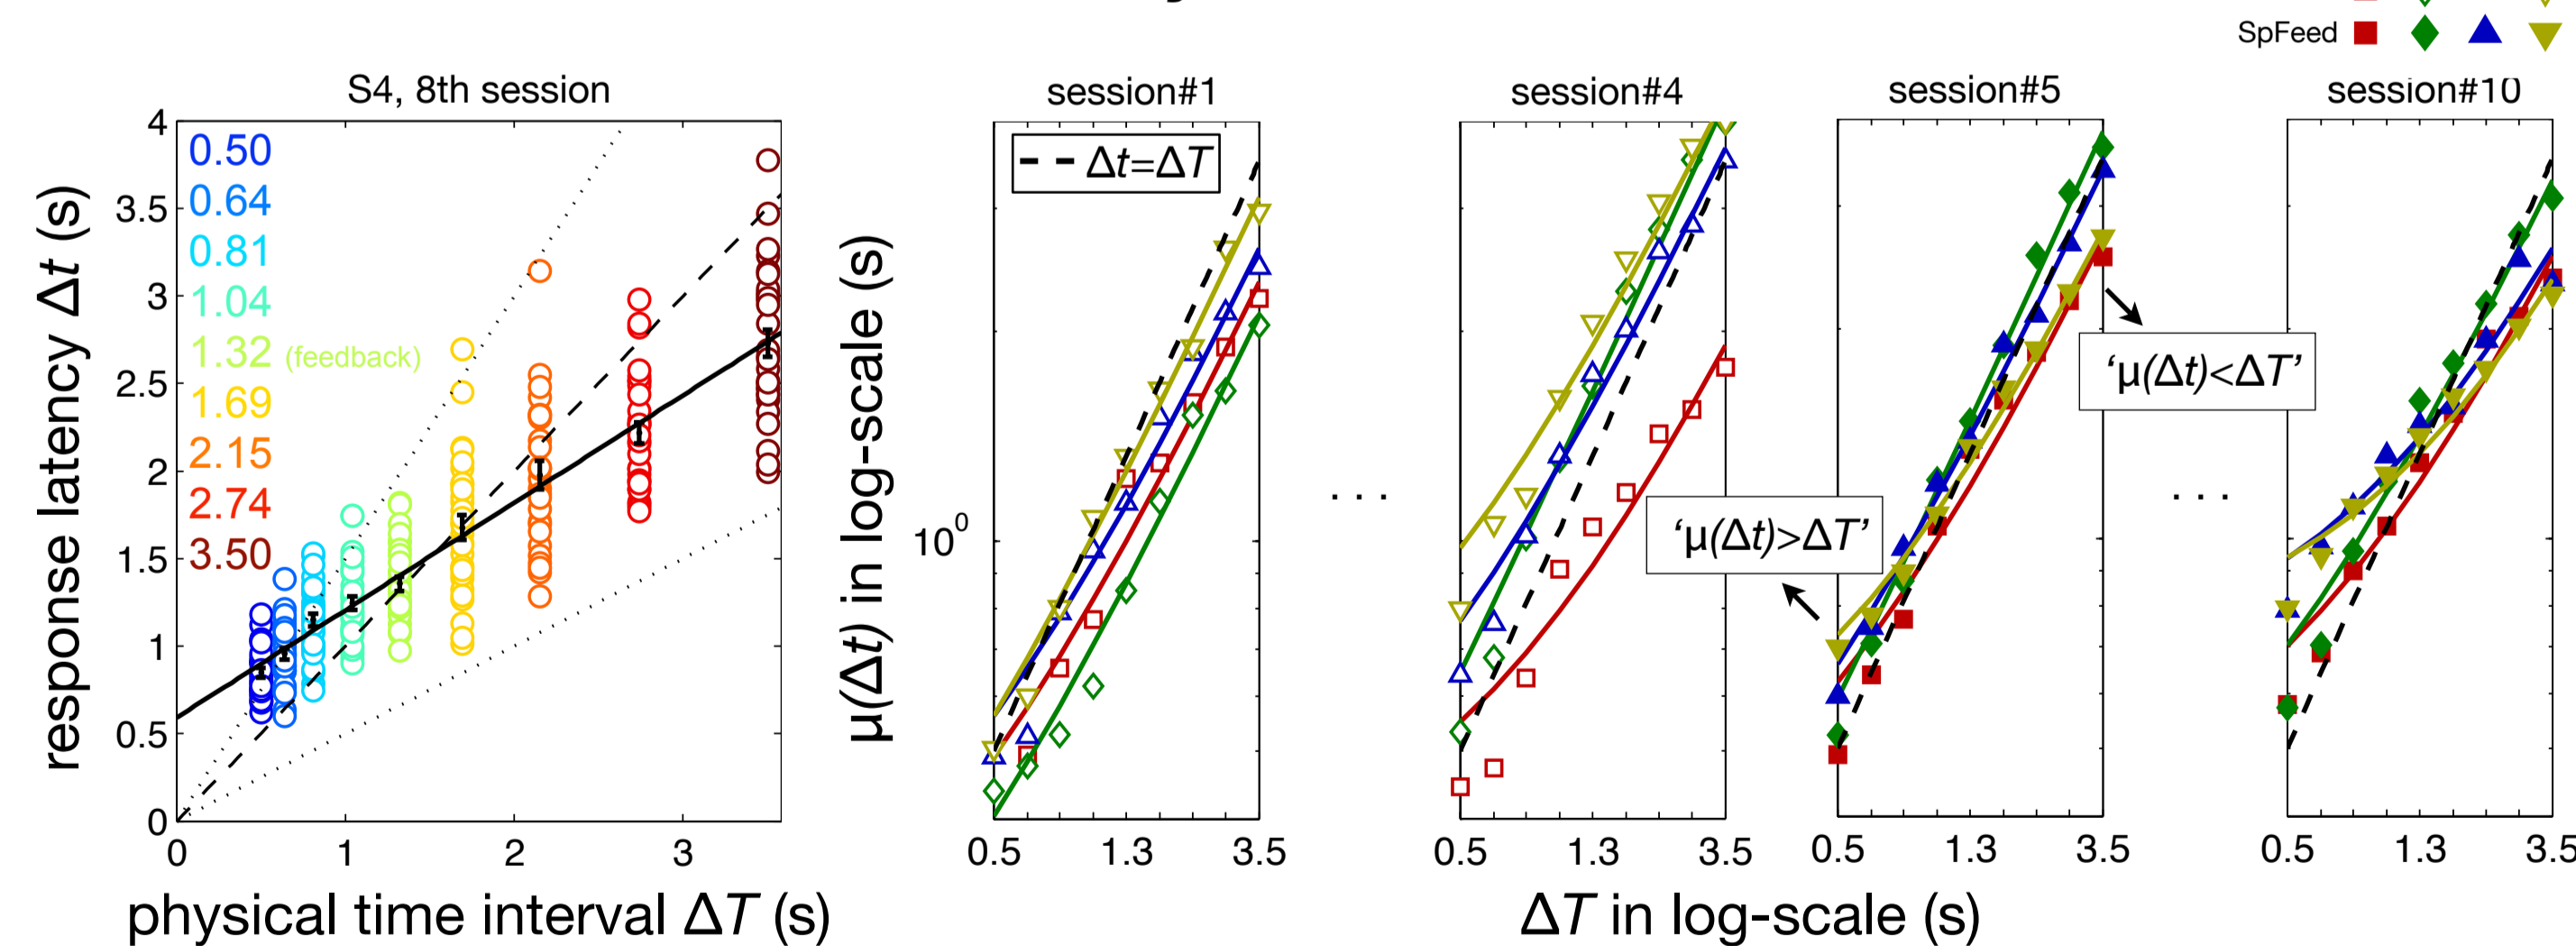 SpFeed
S4, 8th session
session#1
session#4
session#5
session#10
4
3.5
3
2.5
2
1.5
1
0.5
0
response latency Δt (s)
0.50
0.64
0.81
1.04
1.32 (feedback)
1.69
2.15
2.74
3.50
0 1 2 3
physical time interval ΔT (s)
μ(Δt) in log-scale (s)
10⁰
Δt=ΔT
...
'μ(Δt)>ΔT'
'μ(Δt)<ΔT'
...
0.5 1.3 3.5
0.5 1.3 3.5
0.5 1.3 3.5
0.5 1.3 3.5
ΔT in log-scale (s)